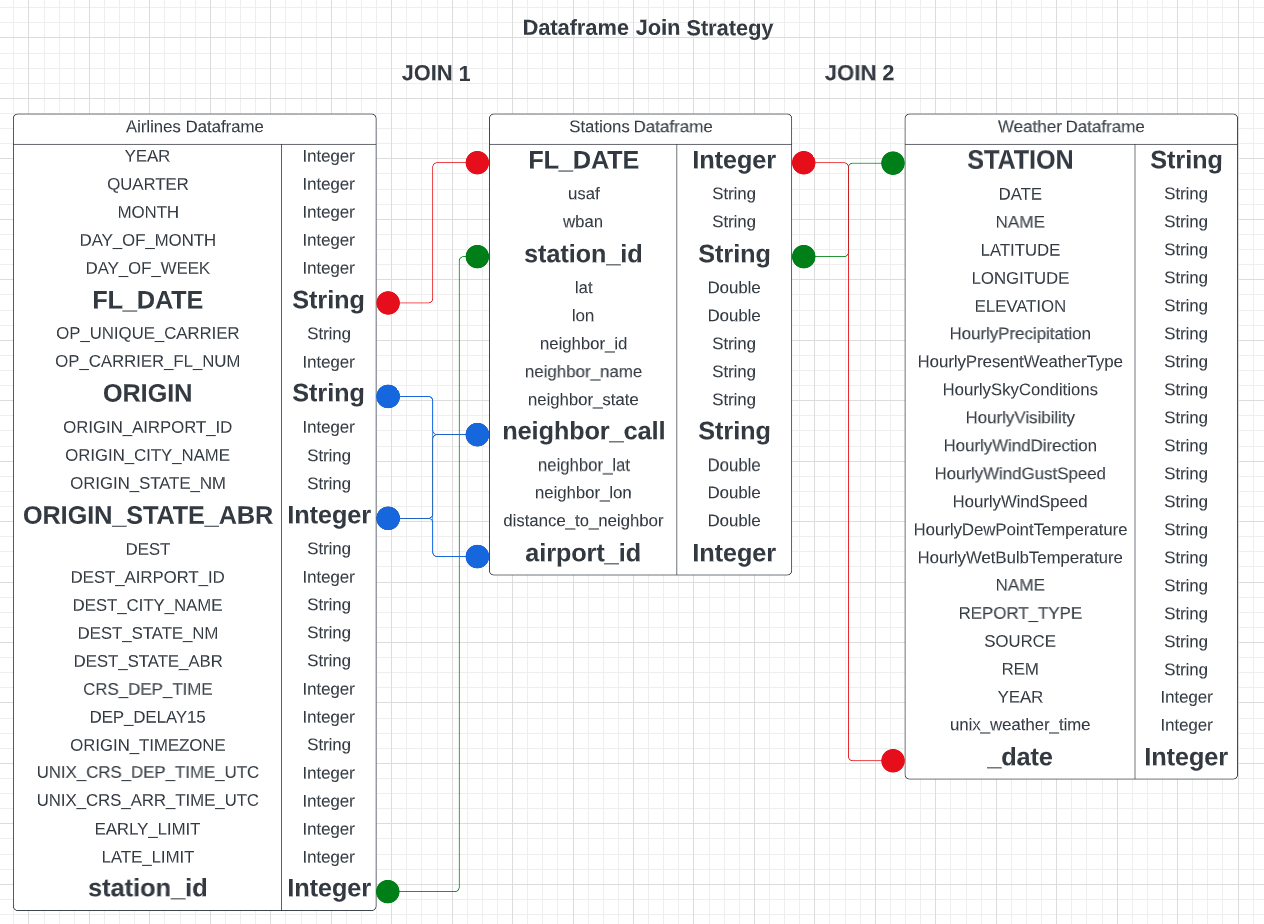 Dataframe Join Strategy
JOIN 1
JOIN 2
Airlines Dataframe
YEAR Integer
QUARTER Integer
MONTH Integer
DAY_OF_MONTH Integer
DAY_OF_WEEK Integer
FL_DATE String
OP_UNIQUE_CARRIER String
OP_CARRIER_FL_NUM Integer
ORIGIN String
ORIGIN_AIRPORT_ID Integer
ORIGIN_CITY_NAME String
ORIGIN_STATE_NM String
ORIGIN_STATE_ABR Integer
DEST String
DEST_AIRPORT_ID Integer
DEST_CITY_NAME String
DEST_STATE_NM String
DEST_STATE_ABR String
CRS_DEP_TIME Integer
DEP_DELAY15 Integer
ORIGIN_TIMEZONE String
UNIX_CRS_DEP_TIME_UTC Integer
UNIX_CRS_ARR_TIME_UTC Integer
EARLY_LIMIT Integer
LATE_LIMIT Integer
station_id Integer
Stations Dataframe
FL_DATE Integer
usaf String
wban String
station_id String
lat Double
lon Double
neighbor_id String
neighbor_name String
neighbor_state String
neighbor_call String
neighbor_lat Double
neighbor_lon Double
distance_to_neighbor Double
airport_id Integer
Weather Dataframe
STATION String
DATE String
NAME String
LATITUDE String
LONGITUDE String
ELEVATION String
HourlyPrecipitation String
HourlyPresentWeatherType String
HourlySkyConditions String
HourlyVisibility String
HourlyWindDirection String
HourlyWindGustSpeed String
HourlyWindSpeed String
HourlyDewPointTemperature String
HourlyWetBulbTemperature String
NAME String
REPORT_TYPE String
SOURCE String
REM String
YEAR Integer
unix_weather_time Integer
_date Integer